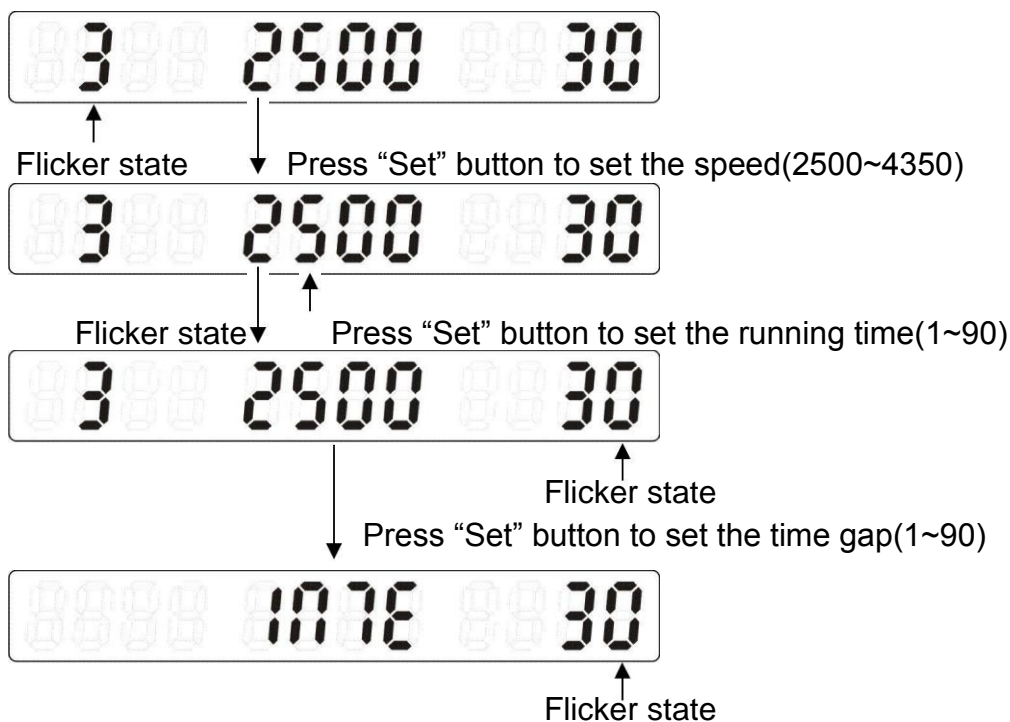 3 2500 30
Flicker state Press “Set” button to set the speed(2500~4350)
3 2500 30
Flicker state Press “Set” button to set the running time(1~90)
3 2500 30
Flicker state
Press “Set” button to set the time gap(1~90)
INTE 30
Flicker state